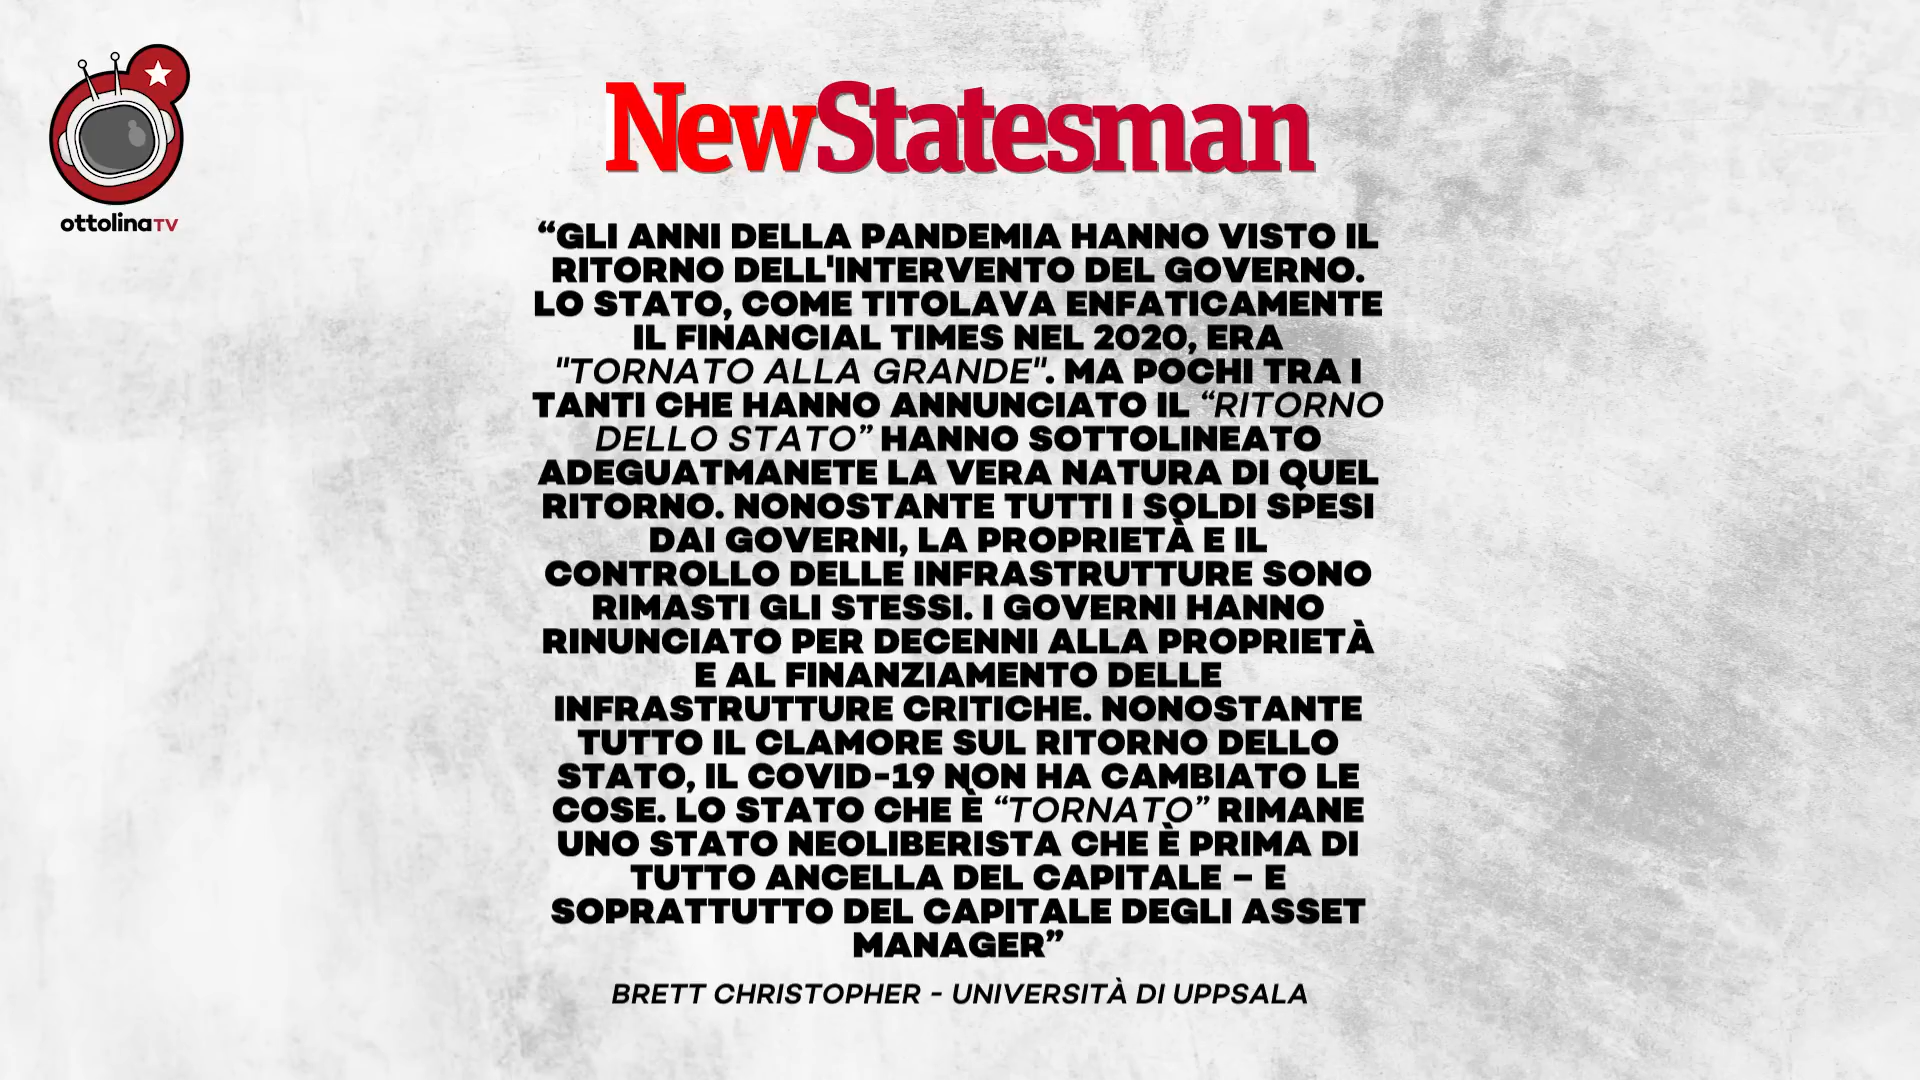 ottolinaTV
NewStatesman
“GLI ANNI DELLA PANDEMIA HANNO VISTO IL
RITORNO DELL'INTERVENTO DEL GOVERNO.
LO STATO, COME TITOLAVA ENFATICAMENTE
IL FINANCIAL TIMES NEL 2020, ERA
"TORNATO ALLA GRANDE". MA POCHI TRA I
TANTI CHE HANNO ANNUNCIATO IL “RITORNO
DELLO STATO” HANNO SOTTOLINEATO
ADEGUATMANETE LA VERA NATURA DI QUEL
RITORNO. NONOSTANTE TUTTI I SOLDI SPESI
DAI GOVERNI, LA PROPRIETÀ E IL
CONTROLLO DELLE INFRASTRUTTURE SONO
RIMASTI GLI STESSI. I GOVERNI HANNO
RINUNCIATO PER DECENNI ALLA PROPRIETÀ
E AL FINANZIAMENTO DELLE
INFRASTRUTTURE CRITICHE. NONOSTANTE
TUTTO IL CLAMORE SUL RITORNO DELLO
STATO, IL COVID-19 NON HA CAMBIATO LE
COSE. LO STATO CHE È “TORNATO” RIMANE
UNO STATO NEOLIBERISTA CHE È PRIMA DI
TUTTO ANCELLA DEL CAPITALE – E
SOPRATTUTTO DEL CAPITALE DEGLI ASSET
MANAGER”
BRETT CHRISTOPHER - UNIVERSITÀ DI UPPSALA